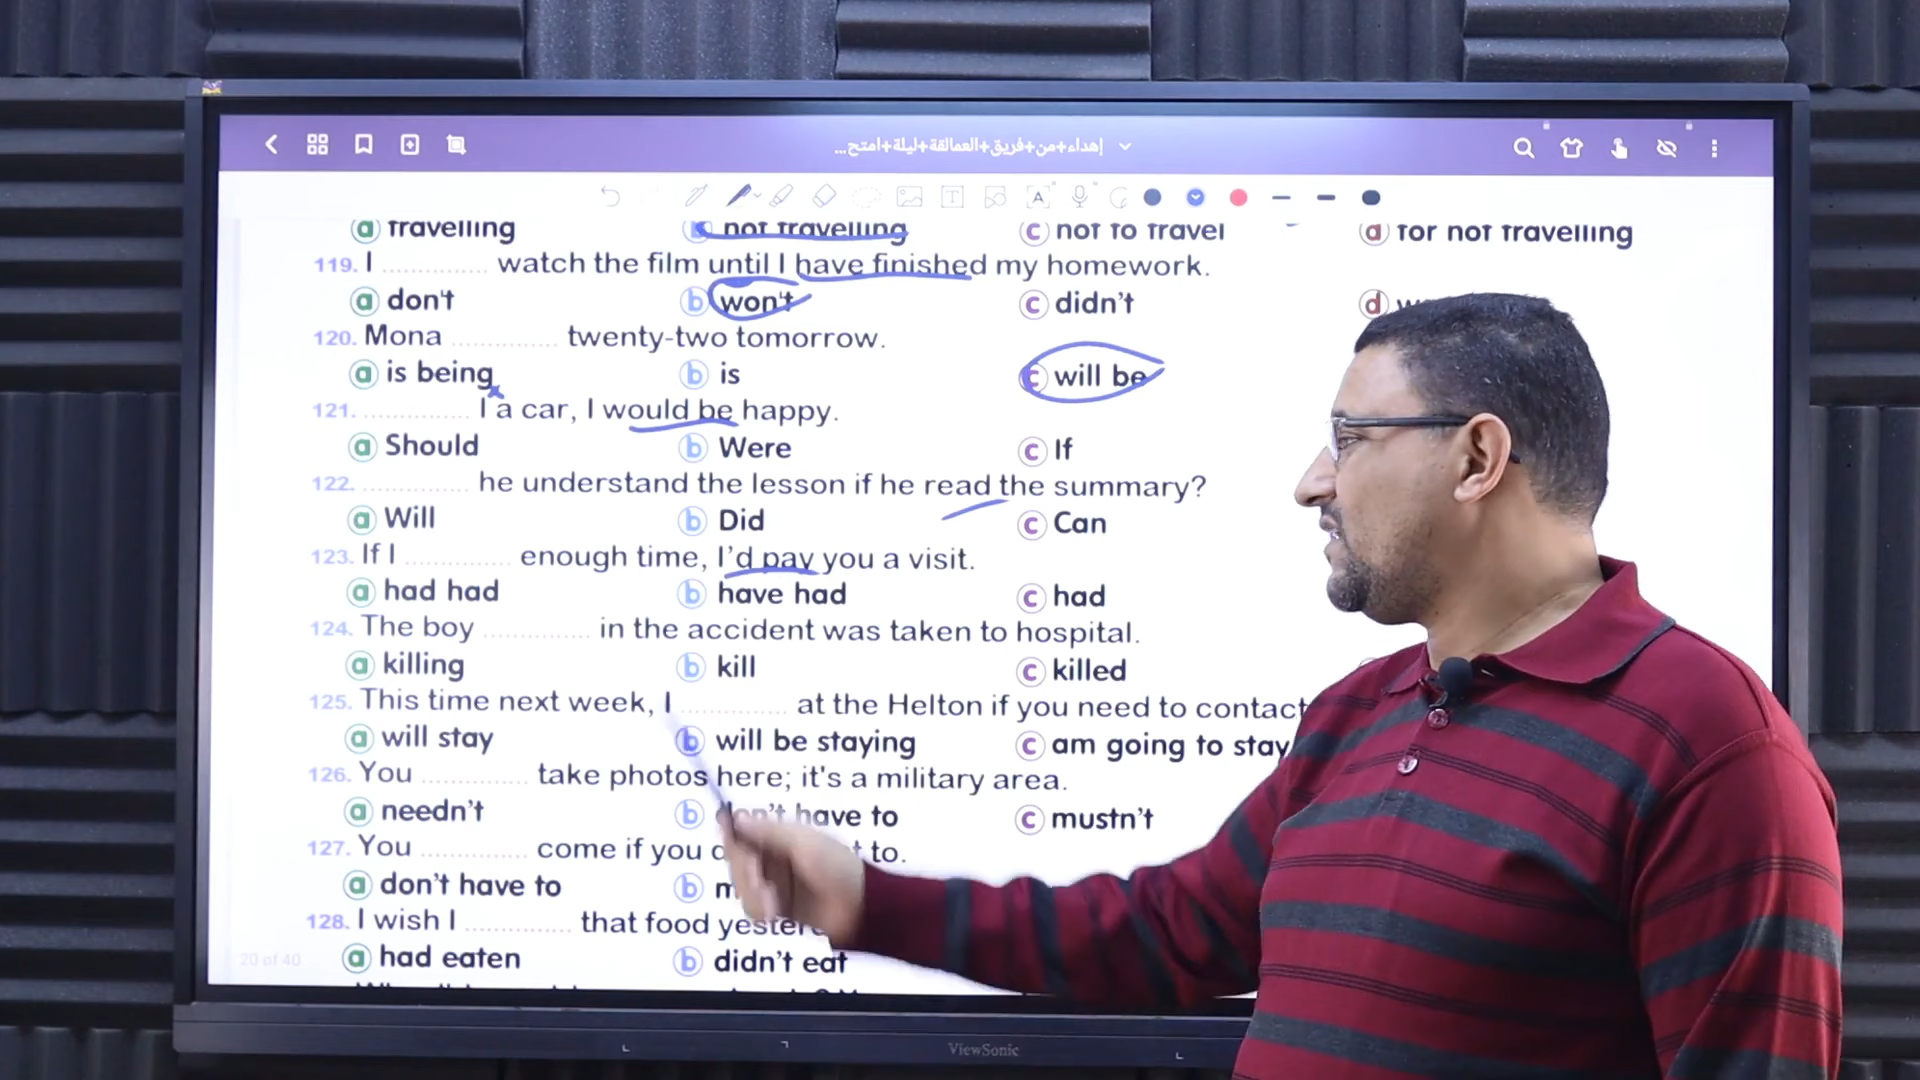 إهداء+من+فريق+العمالقة+ليلة+امتح...
a travelling b not travelling c not to travel d for not travelling
119. I .............. watch the film until I have finished my homework.
a don't b won't c didn't d
120. Mona .............. twenty-two tomorrow.
a is being b is c will be
121. .............. I a car, I would be happy.
a Should b Were c If
122. .............. he understand the lesson if he read the summary?
a Will b Did c Can
123. If I .............. enough time, I'd pay you a visit.
a had had b have had c had
124. The boy .............. in the accident was taken to hospital.
a killing b kill c killed
125. This time next week, I .............. at the Helton if you need to contact
a will stay b will be staying c am going to stay
126. You .............. take photos here; it's a military area.
a needn't b don't have to c mustn't
127. You .............. come if you to.
a don't have to b
128. I wish I .............. that food
a had eaten b didn't eat
20 of 40
ViewSonic